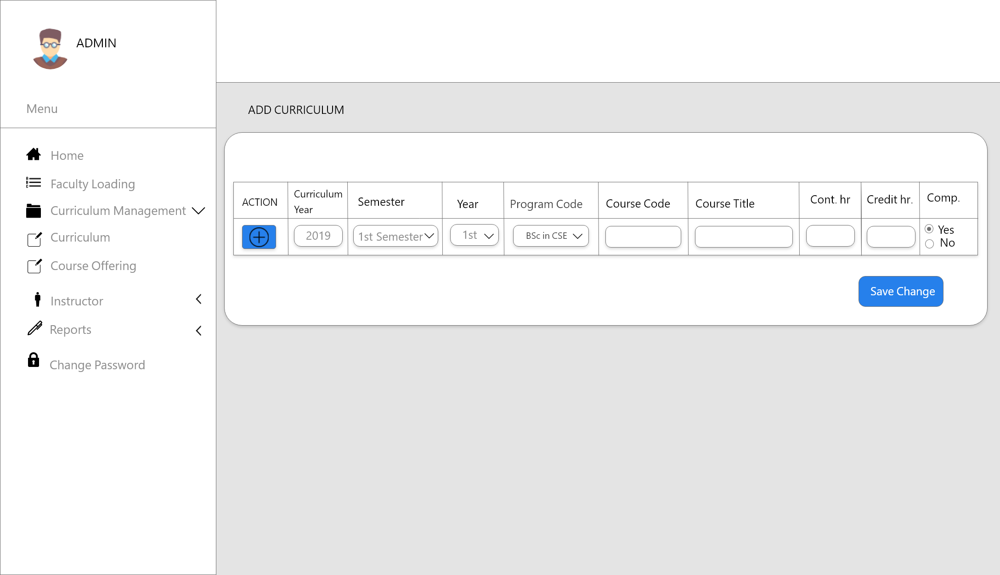 ADMIN
Menu
Home
Faculty Loading
Curriculum Management
Curriculum
Course Offering
Instructor
Reports
Change Password
ADD CURRICULUM
ACTION
Curriculum
Year
Semester
Year
Program Code
Course Code
Course Title
Cont. hr
Credit hr.
Comp.
2019
1st Semester
1st
BSc in CSE
Yes
No
Save Change